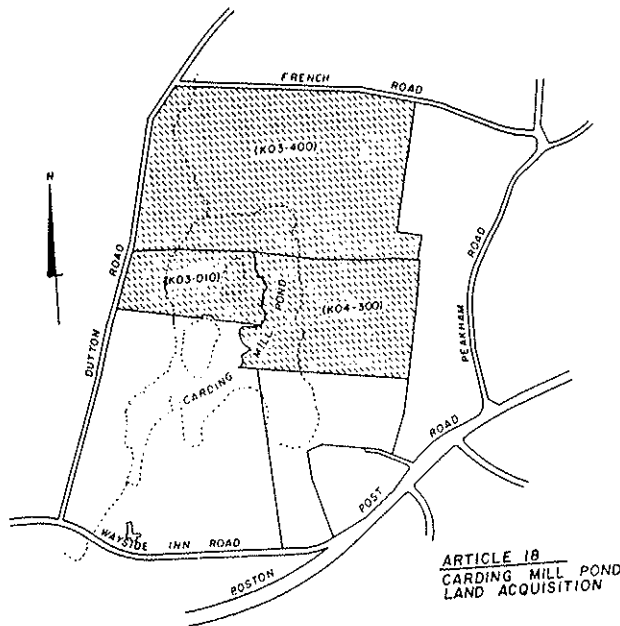 FRENCH ROAD
(K03-400)
N
DUTTON ROAD
(K03-010)
(K04-300)
PEAKHAM ROAD
CARDING MILL POND
BOSTON POST ROAD
WAYSIDE INN ROAD
ARTICLE 18
CARDING MILL POND
LAND ACQUISITION